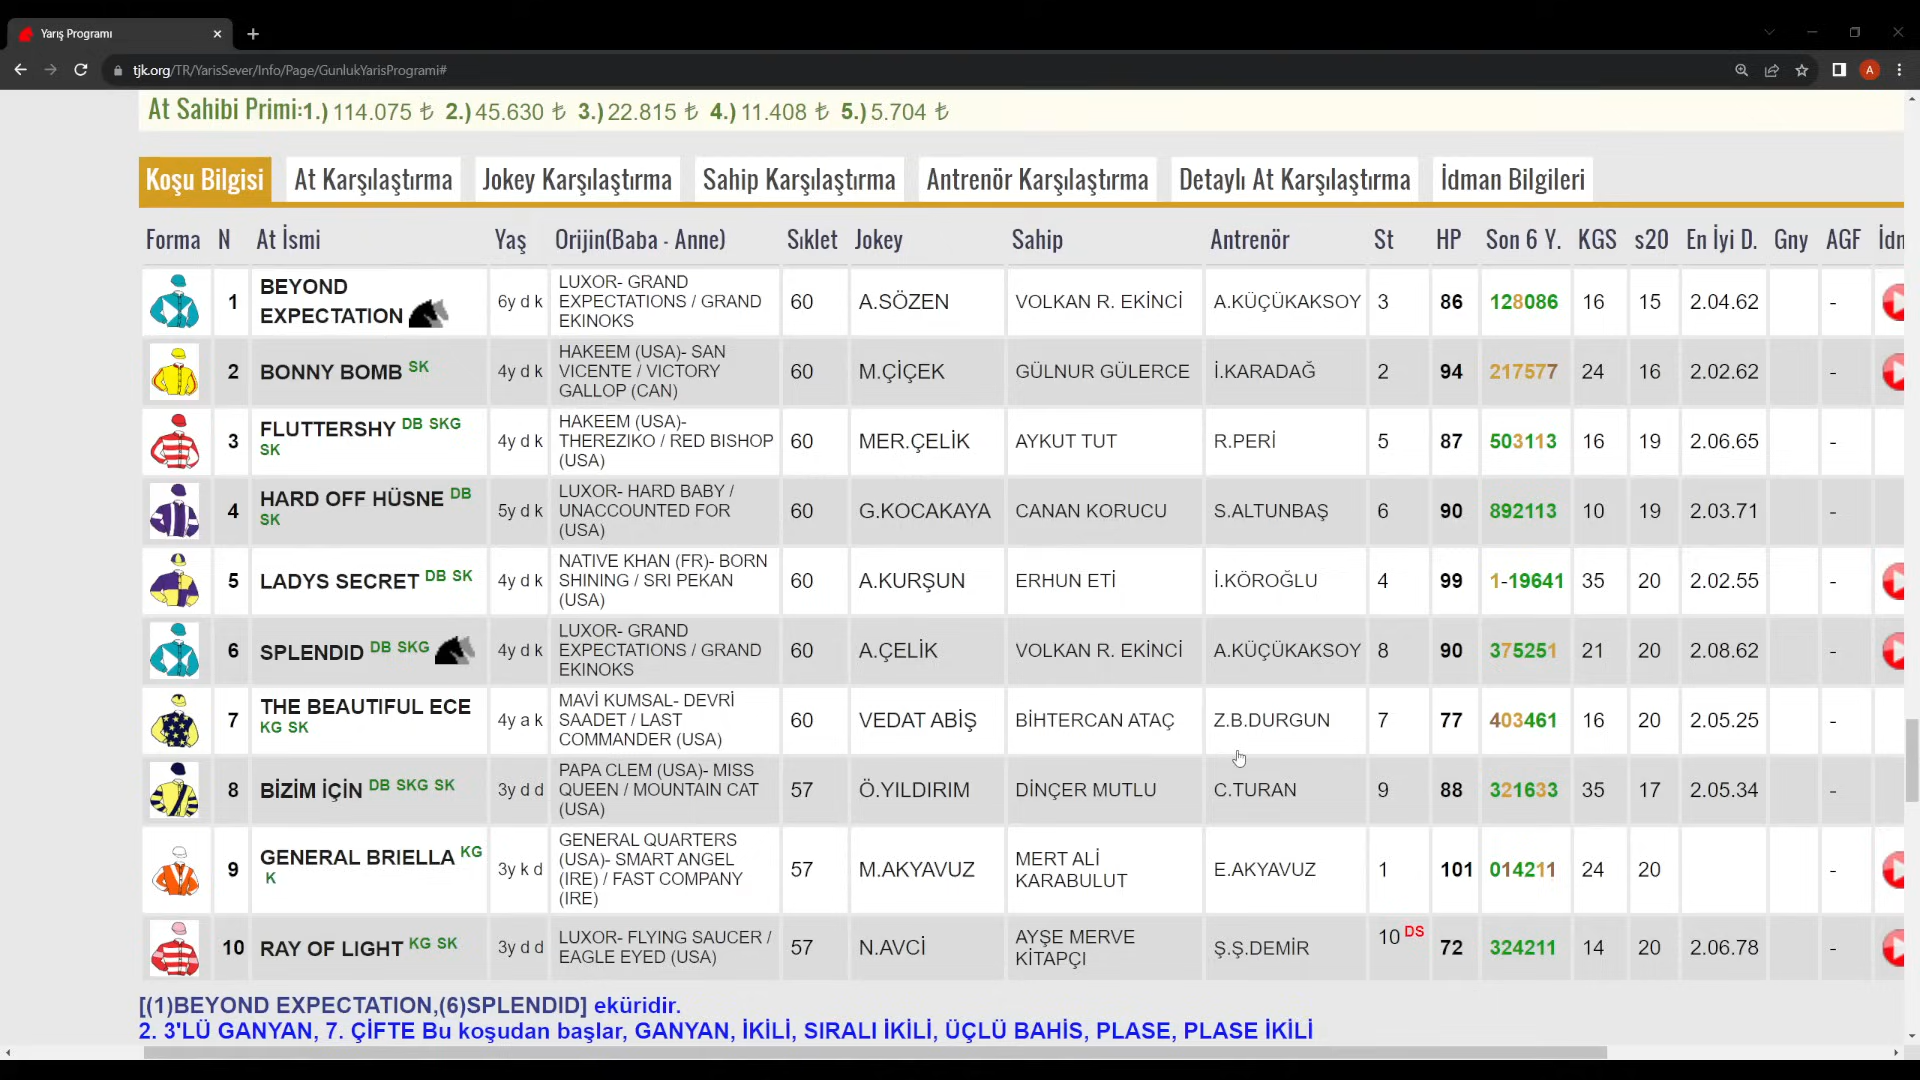 Yarış Programı
tjk.org/TR/YarisSever/Info/Page/GunlukYarisProgrami#
A
At Sahibi Primi:1.) 114.075 ₺ 2.) 45.630 ₺ 3.) 22.815 ₺ 4.) 11.408 ₺ 5.) 5.704 ₺
Koşu Bilgisi At Karşılaştırma Jokey Karşılaştırma Sahip Karşılaştırma Antrenör Karşılaştırma Detaylı At Karşılaştırma İdman Bilgileri
Forma N At İsmi Yaş Orijin(Baba - Anne) Sıklet Jokey Sahip Antrenör St HP Son 6 Y. KGS s20 En İyi D. Gny AGF İdm
1 BEYOND EXPECTATION 6y d k LUXOR- GRAND EXPECTATIONS / GRAND EKINOKS 60 A.SÖZEN VOLKAN R. EKİNCİ A.KÜÇÜKAKSOY 3 86 128086 16 15 2.04.62 -
2 BONNY BOMB SK 4y d k HAKEEM (USA)- SAN VICENTE / VICTORY GALLOP (CAN) 60 M.ÇİÇEK GÜLNUR GÜLERCE İ.KARADAĞ 2 94 217577 24 16 2.02.62 -
3 FLUTTERSHY DB SKG SK 4y d k HAKEEM (USA)- THEREZIKO / RED BISHOP (USA) 60 MER.ÇELİK AYKUT TUT R.PERİ 5 87 503113 16 19 2.06.65 -
4 HARD OFF HÜSNE DB SK 5y d k LUXOR- HARD BABY / UNACCOUNTED FOR (USA) 60 G.KOCAKAYA CANAN KORUCU S.ALTUNBAŞ 6 90 892113 10 19 2.03.71 -
5 LADYS SECRET DB SK 4y d k NATIVE KHAN (FR)- BORN SHINING / SRI PEKAN (USA) 60 A.KURŞUN ERHUN ETİ İ.KÖROĞLU 4 99 1-19641 35 20 2.02.55 -
6 SPLENDID DB SKG 4y d k LUXOR- GRAND EXPECTATIONS / GRAND EKINOKS 60 A.ÇELİK VOLKAN R. EKİNCİ A.KÜÇÜKAKSOY 8 90 375251 21 20 2.08.62 -
7 THE BEAUTIFUL ECE KG SK 4y a k MAVİ KUMSAL- DEVRİ SAADET / LAST COMMANDER (USA) 60 VEDAT ABİŞ BİHTERCAN ATAÇ Z.B.DURGUN 7 77 403461 16 20 2.05.25 -
8 BİZİM İÇİN DB SKG SK 3y d d PAPA CLEM (USA)- MISS QUEEN / MOUNTAIN CAT (USA) 57 Ö.YILDIRIM DİNÇER MUTLU C.TURAN 9 88 321633 35 17 2.05.34 -
9 GENERAL BRIELLA KG K 3y k d GENERAL QUARTERS (USA)- SMART ANGEL (IRE) / FAST COMPANY (IRE) 57 M.AKYAVUZ MERT ALİ KARABULUT E.AKYAVUZ 1 101 014211 24 20 -
10 RAY OF LIGHT KG SK 3y d d LUXOR- FLYING SAUCER / EAGLE EYED (USA) 57 N.AVCİ AYŞE MERVE KİTAPÇI Ş.Ş.DEMİR 10 DS 72 324211 14 20 2.06.78 -
[(1)BEYOND EXPECTATION,(6)SPLENDID] eküridir.
2. 3'LÜ GANYAN, 7. ÇİFTE Bu koşudan başlar, GANYAN, İKİLİ, SIRALI İKİLİ, ÜÇLÜ BAHİS, PLASE, PLASE İKİLİ